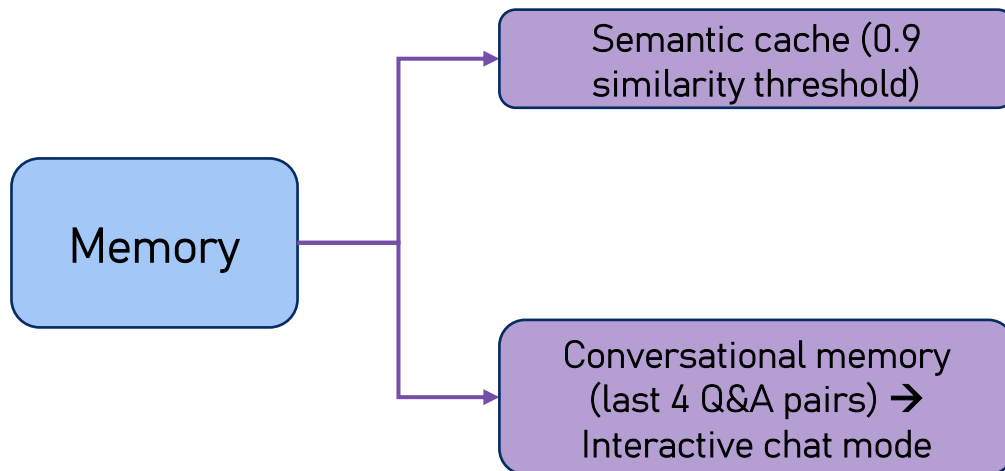 Semantic cache (0.9
similarity threshold)
Memory
Conversational memory
(last 4 Q&A pairs) →
Interactive chat mode